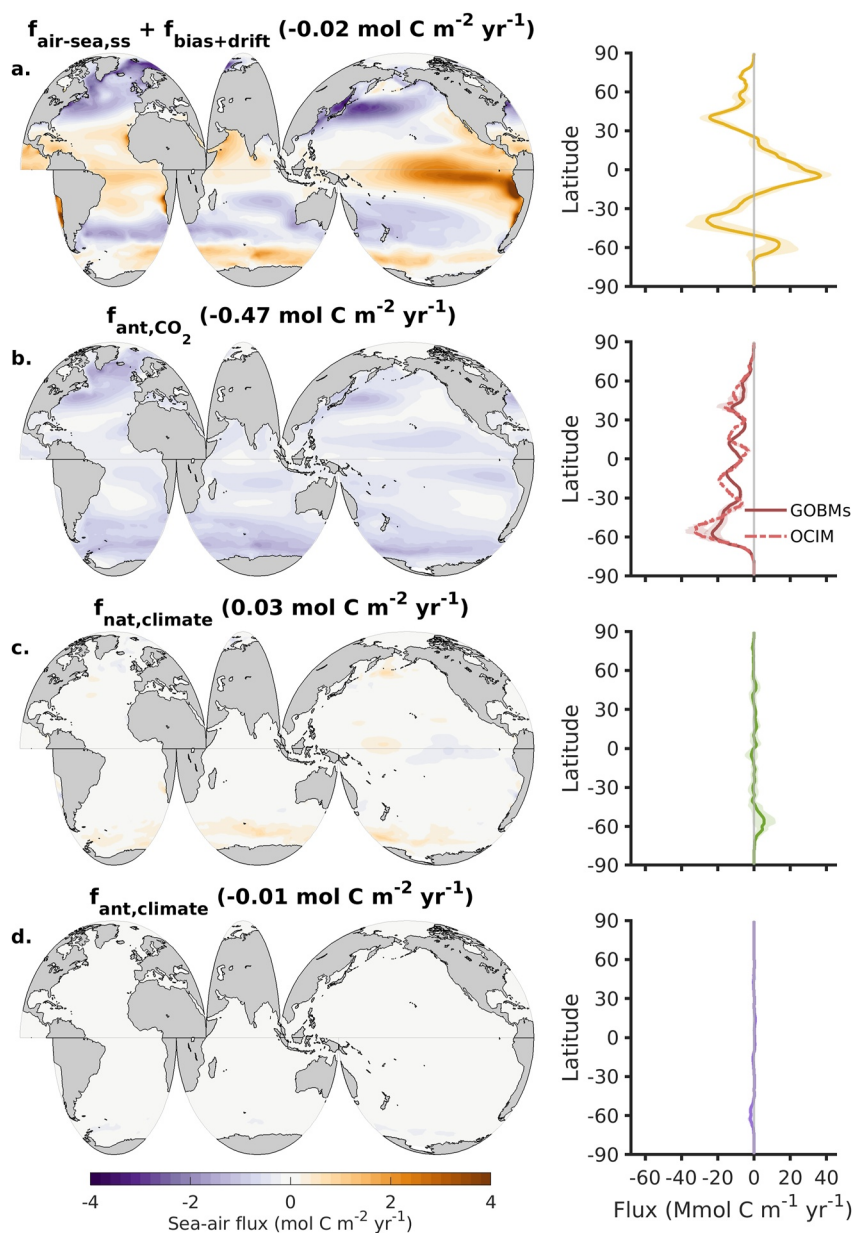 f_air-sea,ss + f_bias+drift (-0.02 mol C m⁻² yr⁻¹)
a.
90
60
30
0
-30
-60
-90
Latitude
f_ant,CO₂ (-0.47 mol C m⁻² yr⁻¹)
b.
90
60
30
0
-30
-60
-90
Latitude
GOBMs
OCIM
f_nat,climate (0.03 mol C m⁻² yr⁻¹)
c.
90
60
30
0
-30
-60
-90
Latitude
f_ant,climate (-0.01 mol C m⁻² yr⁻¹)
d.
90
60
30
0
-30
-60
-90
Latitude
-60 -40 -20 0 20 40
Flux (Mmol C m⁻¹ yr⁻¹)
-4 -2 0 2 4
Sea-air flux (mol C m⁻² yr⁻¹)